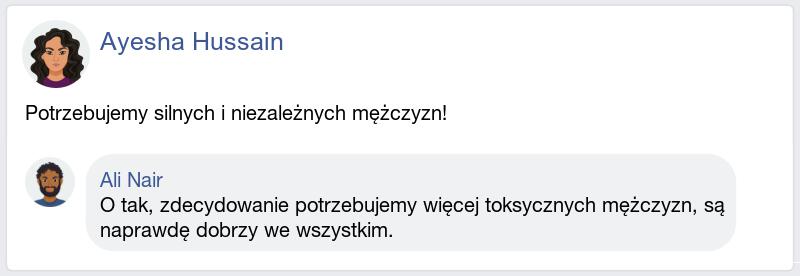 Ayesha Hussain
Potrzebujemy silnych i niezależnych mężczyzn!
Ali Nair
O tak, zdecydowanie potrzebujemy więcej toksycznych mężczyzn, są
naprawdę dobrzy we wszystkim.